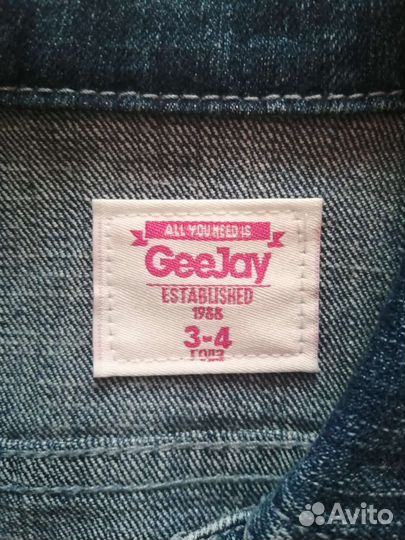 ALL YOU NEED IS
GeeJay
ESTABLISHED
1988
3-4
ГОДА
Avito